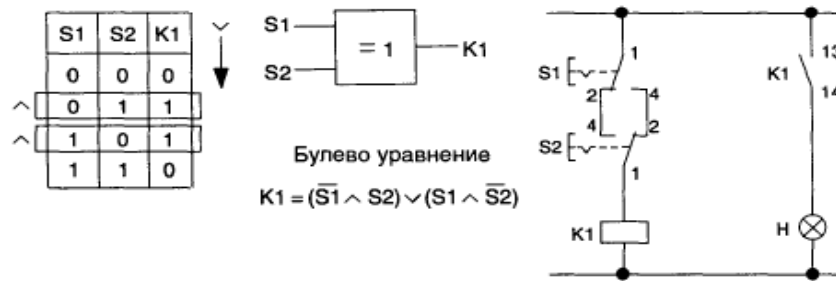 S1 S2 K1
0 0 0
0 1 1
1 0 1
1 1 0
∨
∧
∧
S1
S2
= 1
K1
Булево уравнение
K1 = (S̅1̅ ∧ S2) ∨ (S1 ∧ S̅2̅)
S1
1
2 4
4 2
S2
1
K1
K1
13
14
H